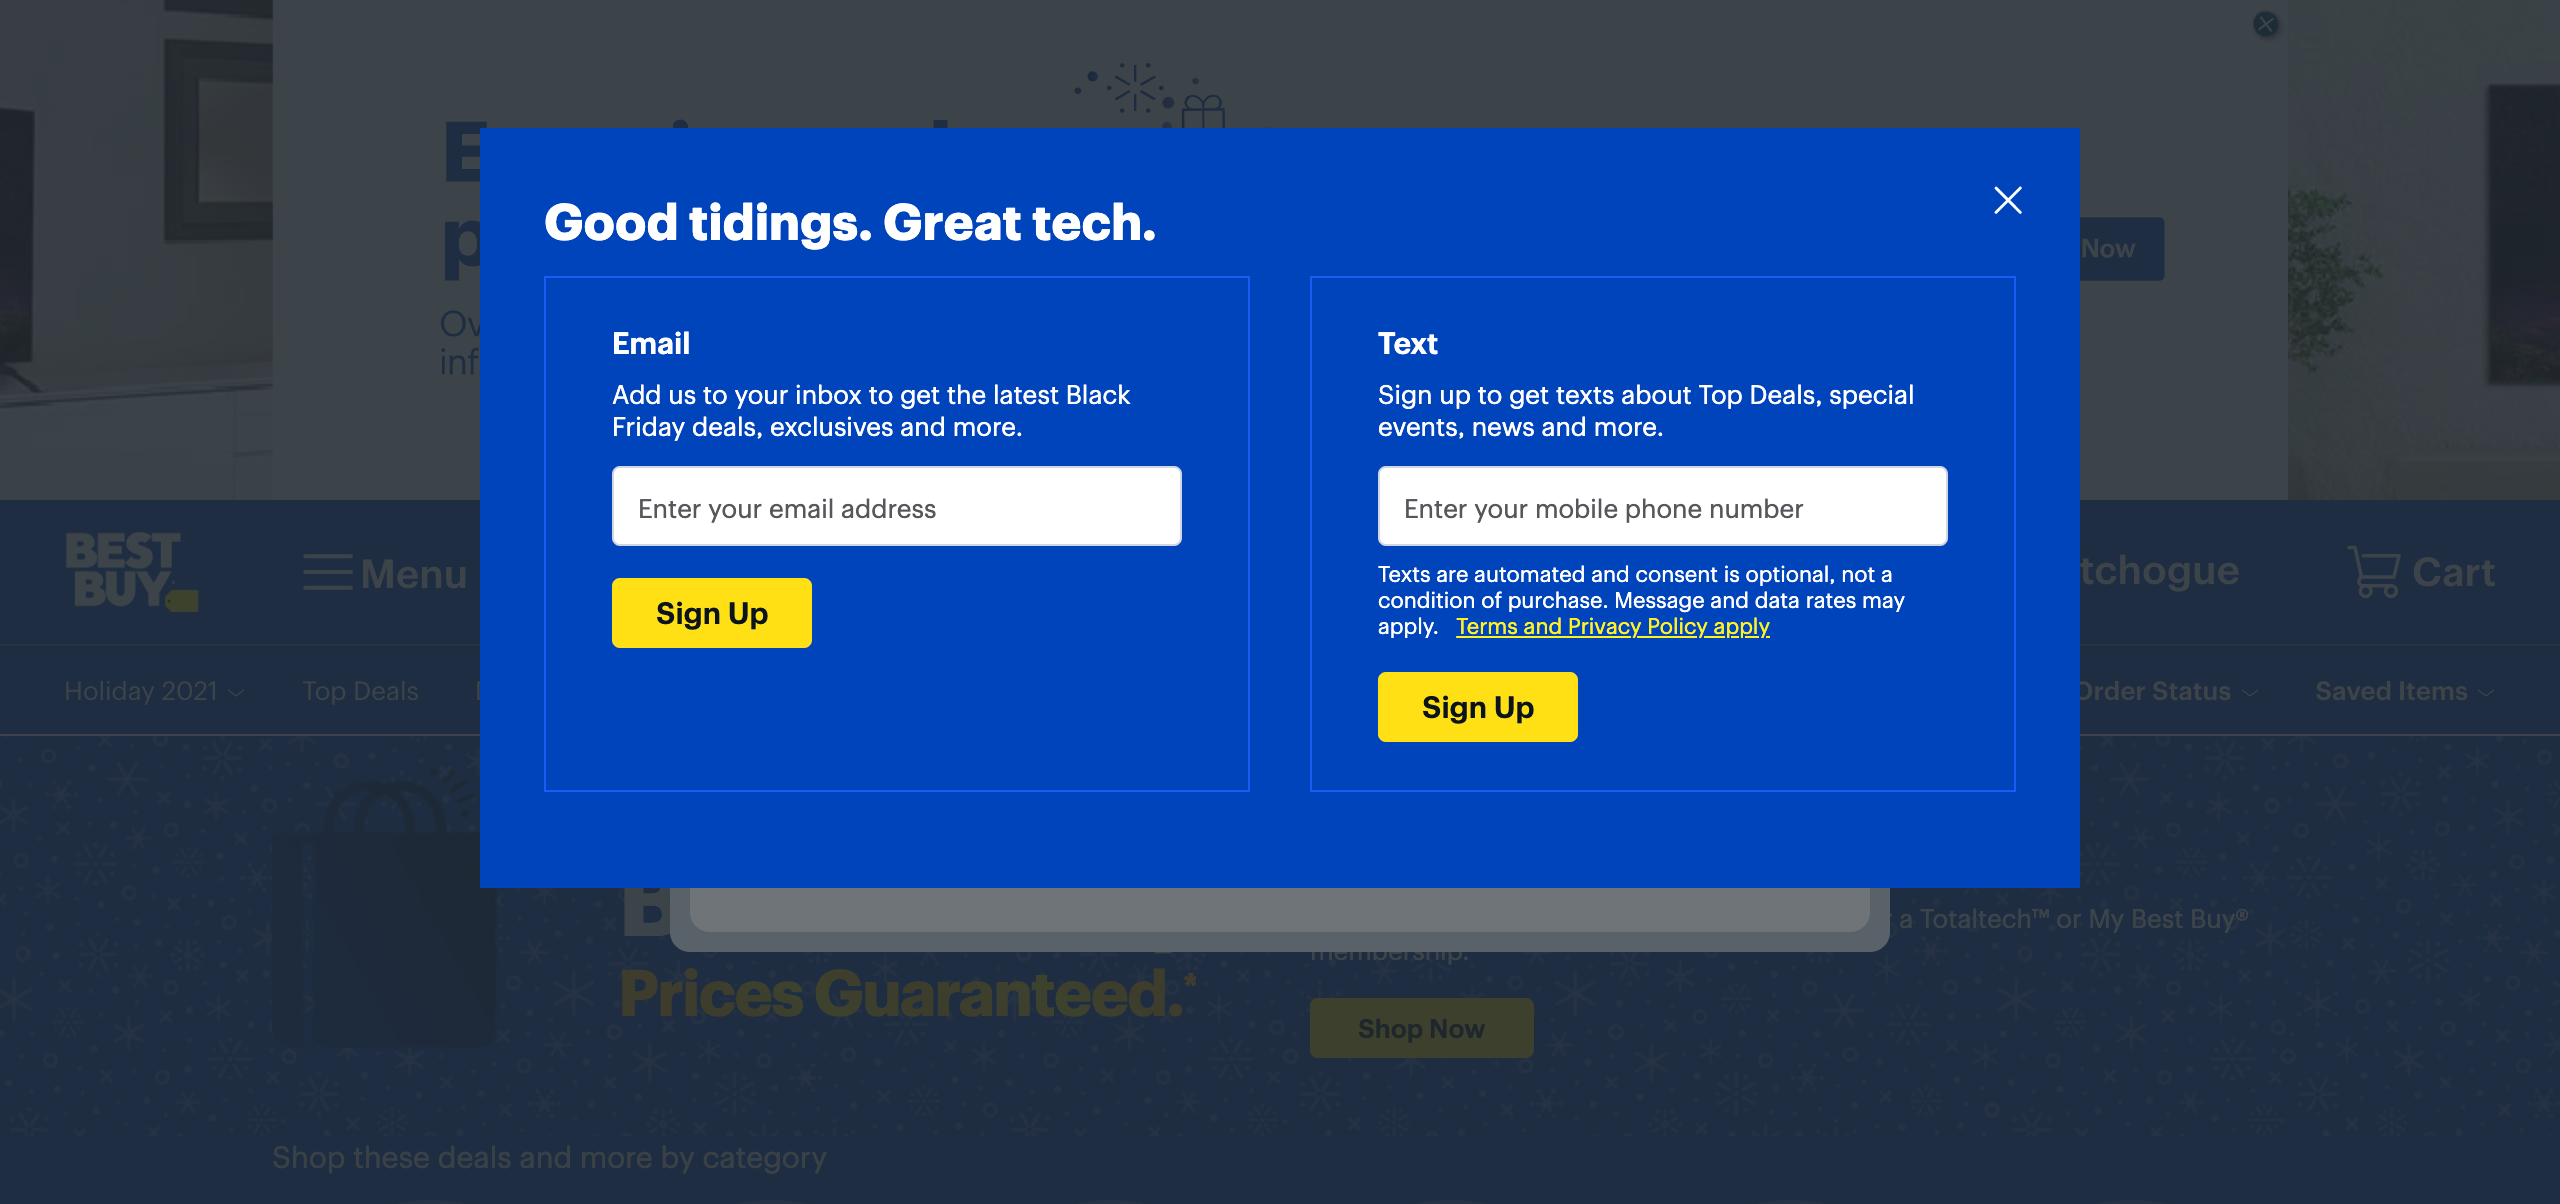 Now
Good tidings. Great tech.
Email
Add us to your inbox to get the latest Black
Friday deals, exclusives and more.
Enter your email address
Sign Up
Text
Sign up to get texts about Top Deals, special
events, news and more.
Enter your mobile phone number
Texts are automated and consent is optional, not a
condition of purchase. Message and data rates may
apply. Terms and Privacy Policy apply
Sign Up
BEST
BUY
Menu
tchogue
Cart
Holiday 2021
Top Deals
Order Status
Saved Items
a Totaltech™ or My Best Buy®
membership.
Prices Guaranteed.*
Shop Now
Shop these deals and more by category